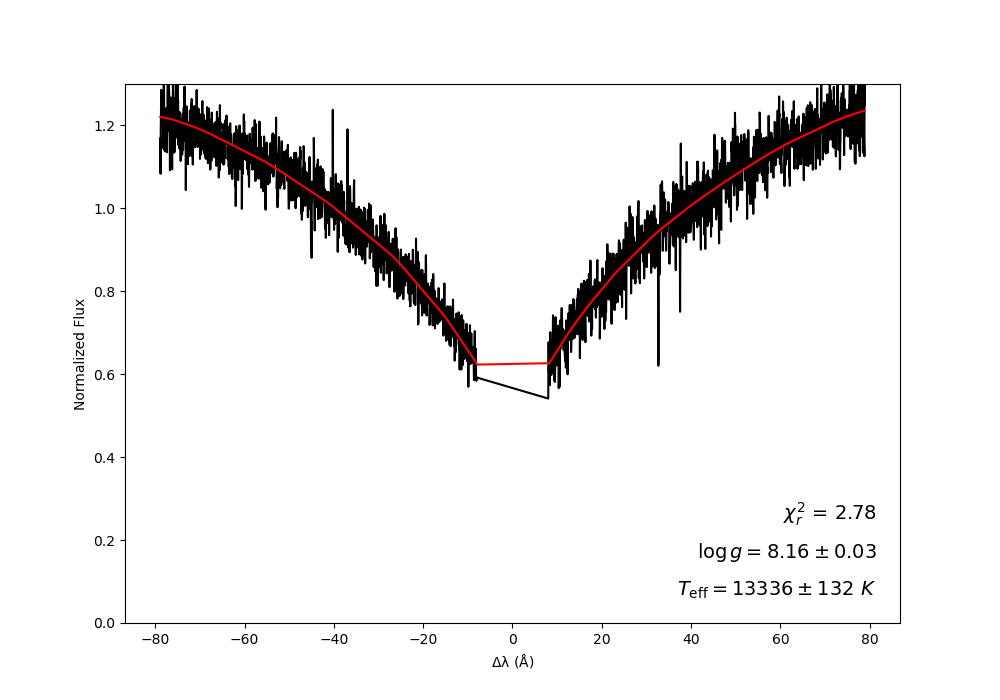 Normalized Flux
1.2
1.0
0.8
0.6
0.4
0.2
0.0
χ²ᵣ = 2.78
log g = 8.16 ± 0.03
T_eff = 13336 ± 132 K
−80 −60 −40 −20 0 20 40 60 80
Δλ (Å)